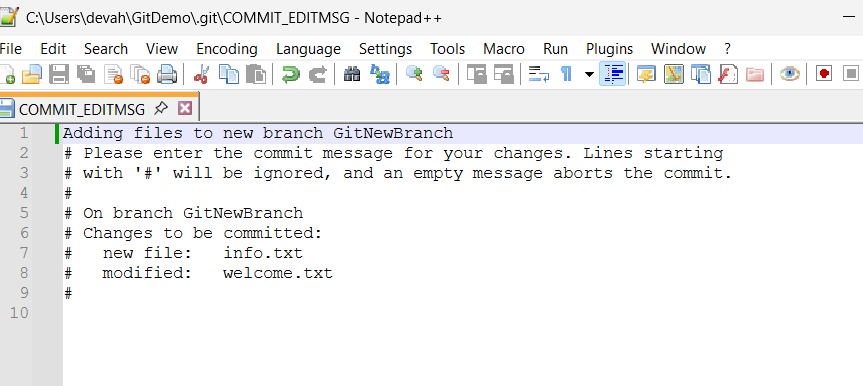 C:\Users\devah\GitDemo\.git\COMMIT_EDITMSG - Notepad++
File Edit Search View Encoding Language Settings Tools Macro Run Plugins Window ?
COMMIT_EDITMSG
1 Adding files to new branch GitNewBranch
2 # Please enter the commit message for your changes. Lines starting
3 # with '#' will be ignored, and an empty message aborts the commit.
4 #
5 # On branch GitNewBranch
6 # Changes to be committed:
7 #   new file:   info.txt
8 #   modified:   welcome.txt
9 #
10